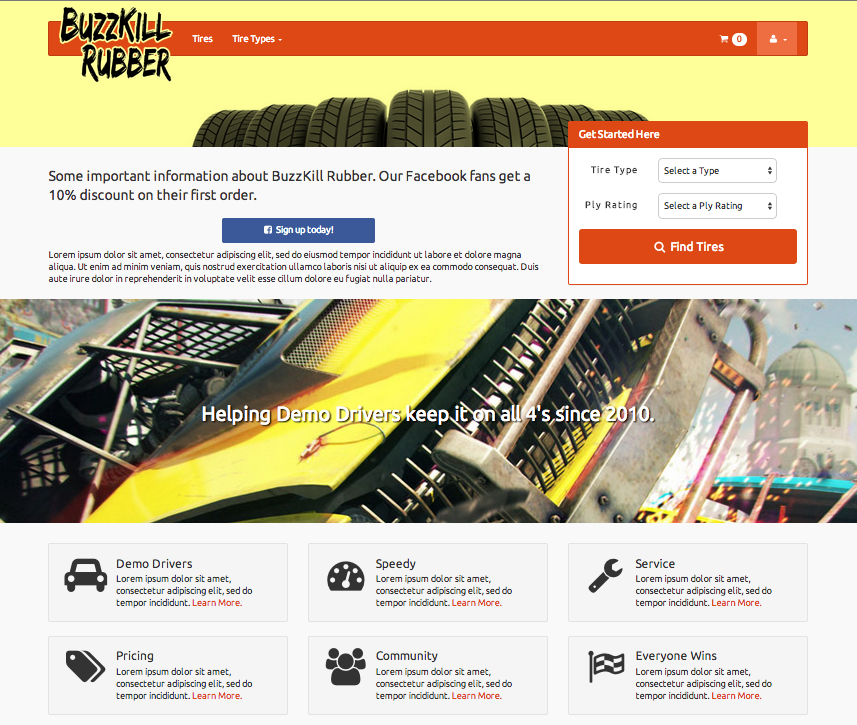 BUZZKILL
RUBBER
Tires Tire Types
0
Get Started Here
Tire Type Select a Type
Ply Rating Select a Ply Rating
Find Tires
Some important information about BuzzKill Rubber. Our Facebook fans get a
10% discount on their first order.
Sign up today!
Lorem ipsum dolor sit amet, consectetur adipiscing elit, sed do eiusmod tempor incididunt ut labore et dolore magna
aliqua. Ut enim ad minim veniam, quis nostrud exercitation ullamco laboris nisi ut aliquip ex ea commodo consequat. Duis
aute irure dolor in reprehenderit in voluptate velit esse cillum dolore eu fugiat nulla pariatur.
Helping Demo Drivers keep it on all 4's since 2010.
Demo Drivers
Lorem ipsum dolor sit amet,
consectetur adipiscing elit, sed do
tempor incididunt. Learn More.
Speedy
Lorem ipsum dolor sit amet,
consectetur adipiscing elit, sed do
tempor incididunt. Learn More.
Service
Lorem ipsum dolor sit amet,
consectetur adipiscing elit, sed do
tempor incididunt. Learn More.
Pricing
Lorem ipsum dolor sit amet,
consectetur adipiscing elit, sed do
tempor incididunt. Learn More.
Community
Lorem ipsum dolor sit amet,
consectetur adipiscing elit, sed do
tempor incididunt. Learn More.
Everyone Wins
Lorem ipsum dolor sit amet,
consectetur adipiscing elit, sed do
tempor incididunt. Learn More.